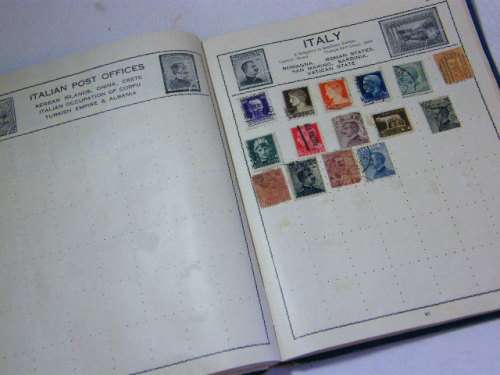 ITALIAN POST OFFICES
AEGEAN ISLANDS, CHINA, CRETE
ITALIAN OCCUPATION OF CORFU
TURKISH EMPIRE & ALBANIA
ITALY
ROMAGNA, ROMAN STATES,
SAN MARINO, SARDINIA,
VATICAN STATE